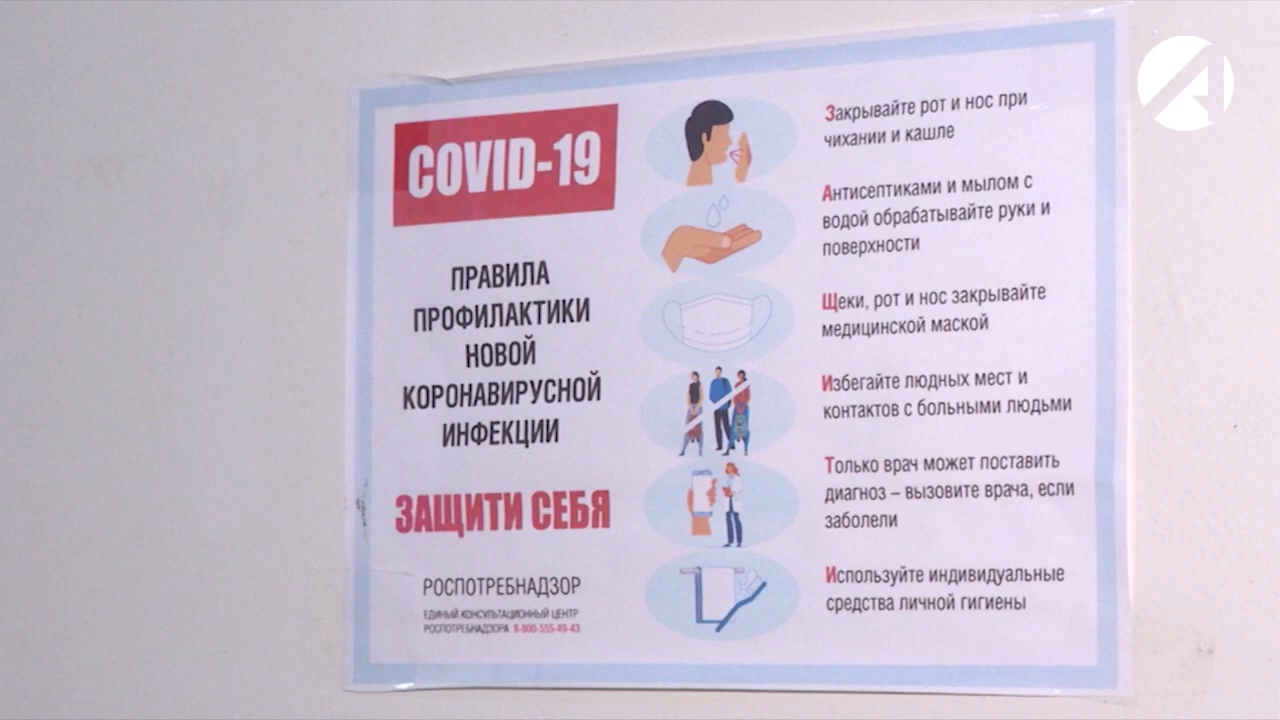 COVID-19
ПРАВИЛА
ПРОФИЛАКТИКИ
НОВОЙ
КОРОНАВИРУСНОЙ
ИНФЕКЦИИ
ЗАЩИТИ СЕБЯ
РОСПОТРЕБНАДЗОР
ЕДИНЫЙ КОНСУЛЬТАЦИОННЫЙ ЦЕНТР
РОСПОТРЕБНАДЗОРА 8-800-555-49-43
Закрывайте рот и нос при
чихании и кашле
Антисептиками и мылом с
водой обрабатывайте руки и
поверхности
Щеки, рот и нос закрывайте
медицинской маской
Избегайте людных мест и
контактов с больными людьми
Только врач может поставить
диагноз – вызовите врача, если
заболели
Используйте индивидуальные
средства личной гигиены